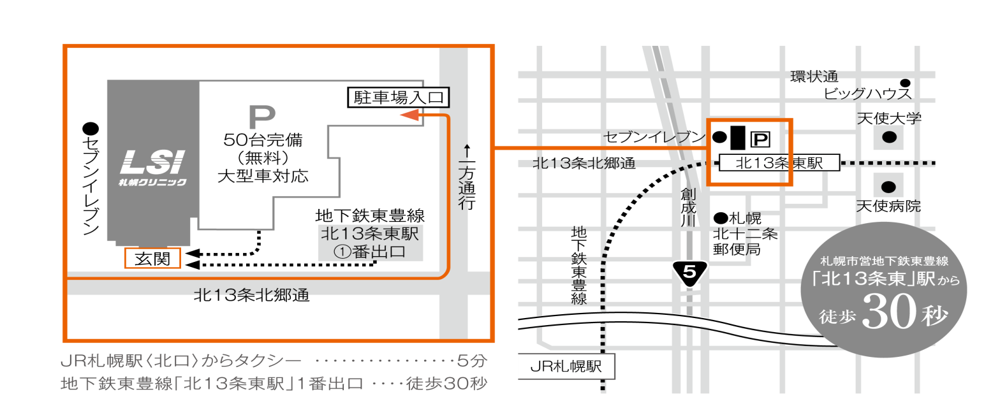 駐車場入口
P
50台完備
(無料)
大型車対応
●セブンイレブン
LSI
札幌クリニック
↑一方通行
地下鉄東豊線
北13条東駅
①番出口
玄関
北13条北郷通
JR札幌駅〈北口〉からタクシー ‥‥‥‥‥‥‥‥5分
地下鉄東豊線「北13条東駅」1番出口 ‥‥徒歩30秒
環状通
ビッグハウス
天使大学
セブンイレブン
P
北13条北郷通
北13条東駅
創成川
天使病院
●札幌
北十二条
郵便局
地下鉄東豊線
5
札幌市営地下鉄東豊線
「北13条東」駅から
徒歩30秒
JR札幌駅